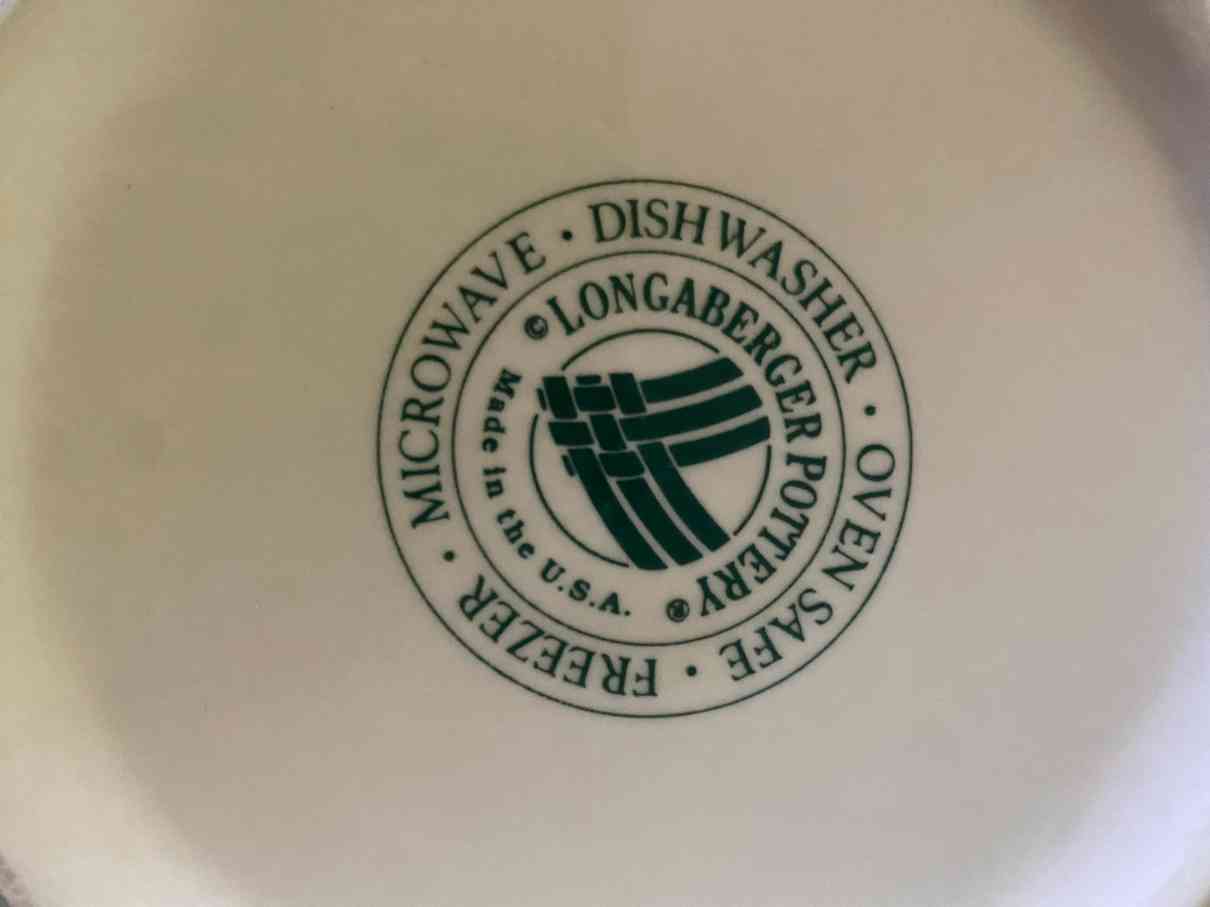 MICROWAVE · DISHWASHER · OVEN SAFE · FREEZER ·
© LONGABERGER POTTERY ®
Made in the U.S.A.